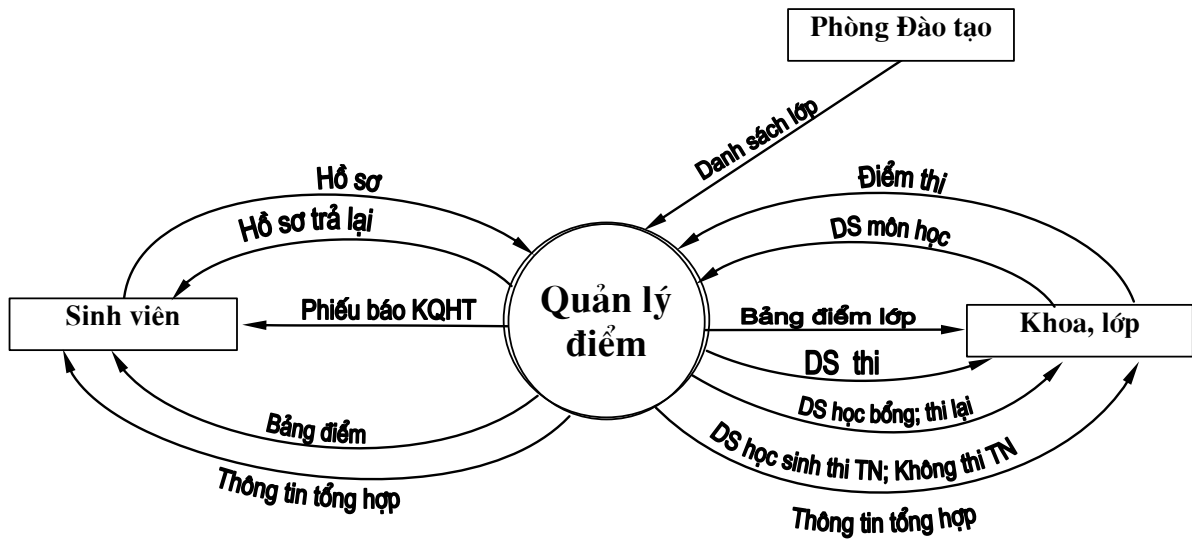 Phòng Đào tạo
Danh sách lớp
Hồ sơ
Hồ sơ trả lại
Điểm thi
DS môn học
Sinh viên
Phiếu báo KQHT
Quản lý
điểm
Bảng điểm lớp
Khoa, lớp
DS thi
DS học bổng; thi lại
Bảng điểm
DS học sinh thi TN; Không thi TN
Thông tin tổng hợp
Thông tin tổng hợp